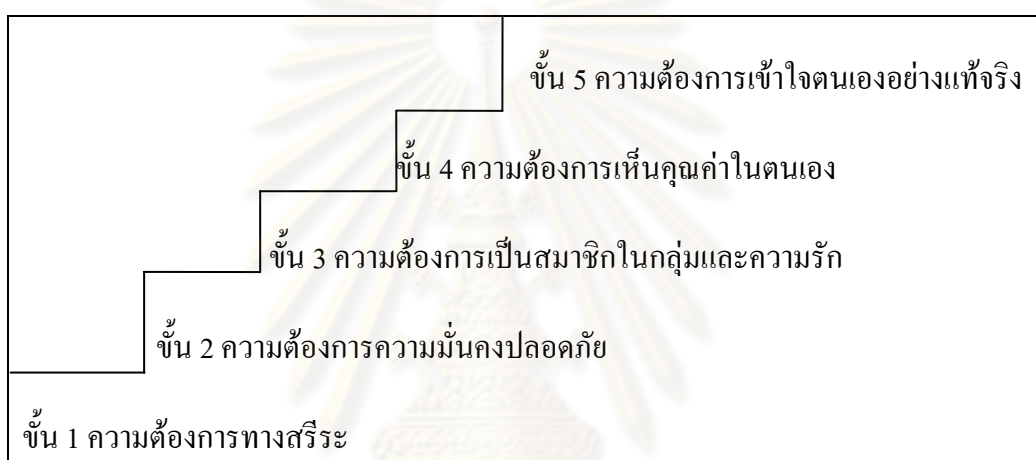 ขั้น 5 ความต้องการเข้าใจตนเองอย่างแท้จริง
ขั้น 4 ความต้องการเห็นคุณค่าในตนเอง
ขั้น 3 ความต้องการเป็นสมาชิกในกลุ่มและความรัก
ขั้น 2 ความต้องการความมั่นคงปลอดภัย
ขั้น 1 ความต้องการทางสรีระ